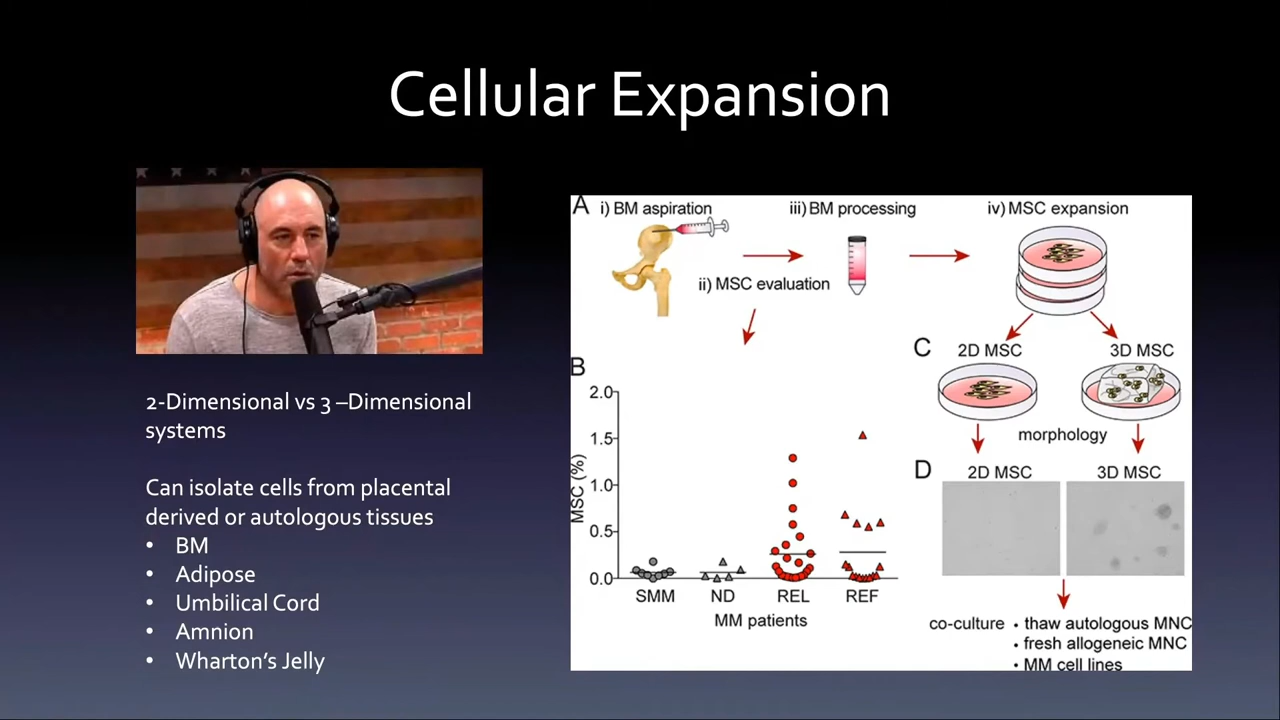 Cellular Expansion
2-Dimensional vs 3 –Dimensional
systems
Can isolate cells from placental
derived or autologous tissues
• BM
• Adipose
• Umbilical Cord
• Amnion
• Wharton's Jelly
A
i) BM aspiration
iii) BM processing
iv) MSC expansion
ii) MSC evaluation
B
MSC (%)
2.0
1.5
1.0
0.5
0.0
SMM
ND
REL
REF
MM patients
C
2D MSC
3D MSC
morphology
D
2D MSC
3D MSC
co-culture
• thaw autologous MNC
• fresh allogeneic MNC
• MM cell lines